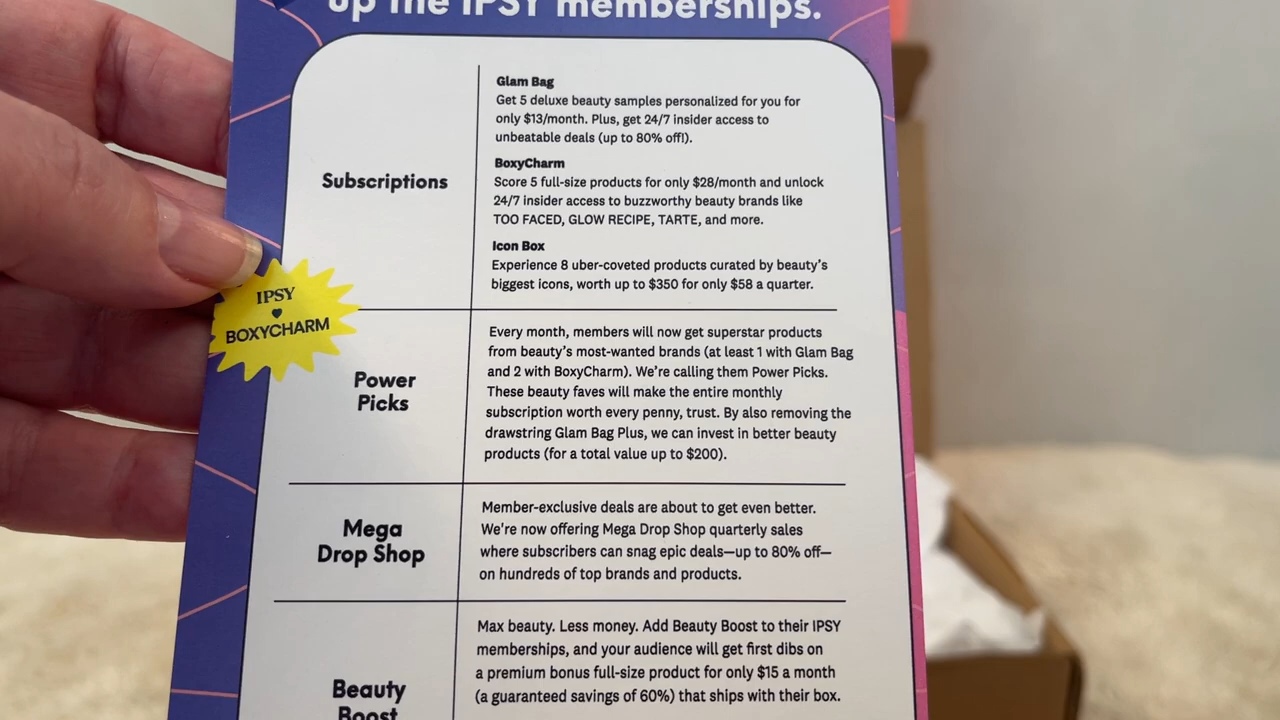 up the IPSY memberships.
Subscriptions
Glam Bag
Get 5 deluxe beauty samples personalized for you for
only $13/month. Plus, get 24/7 insider access to
unbeatable deals (up to 80% off!).
BoxyCharm
Score 5 full-size products for only $28/month and unlock
24/7 insider access to buzzworthy beauty brands like
TOO FACED, GLOW RECIPE, TARTE, and more.
Icon Box
Experience 8 uber-coveted products curated by beauty's
biggest icons, worth up to $350 for only $58 a quarter.
IPSY
BOXYCHARM
Power
Picks
Every month, members will now get superstar products
from beauty's most-wanted brands (at least 1 with Glam Bag
and 2 with BoxyCharm). We're calling them Power Picks.
These beauty faves will make the entire monthly
subscription worth every penny, trust. By also removing the
drawstring Glam Bag Plus, we can invest in better beauty
products (for a total value up to $200).
Mega
Drop Shop
Member-exclusive deals are about to get even better.
We're now offering Mega Drop Shop quarterly sales
where subscribers can snag epic deals—up to 80% off—
on hundreds of top brands and products.
Beauty
Boost
Max beauty. Less money. Add Beauty Boost to their IPSY
memberships, and your audience will get first dibs on
a premium bonus full-size product for only $15 a month
(a guaranteed savings of 60%) that ships with their box.